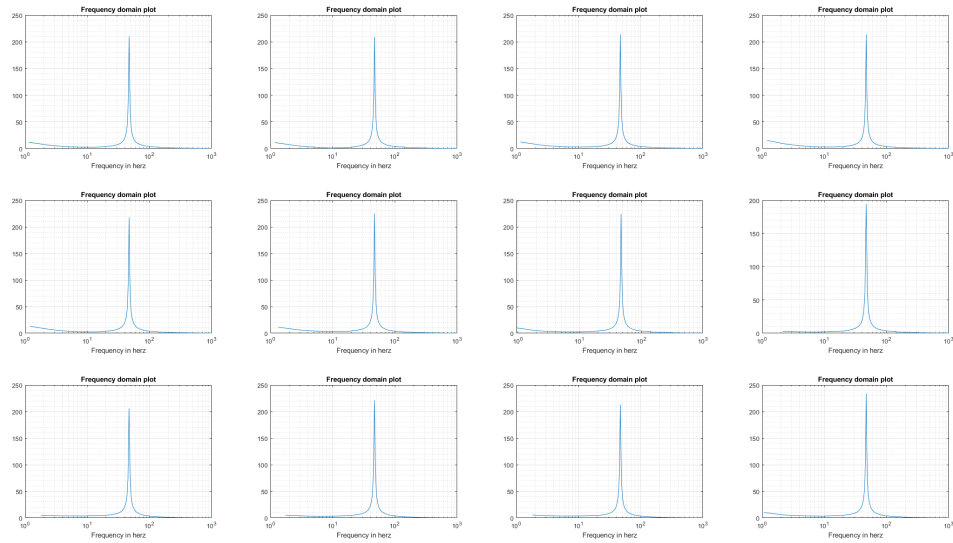 Frequency domain plot Frequency domain plot Frequency domain plot Frequency domain plot
250 250 250 250
200 200 200 200
150 150 150 150
100 100 100 100
50 50 50 50
0 0 0 0
10^0 10^1 10^2 10^3 10^0 10^1 10^2 10^3 10^0 10^1 10^2 10^3 10^0 10^1 10^2 10^3
Frequency in herz Frequency in herz Frequency in herz Frequency in herz
Frequency domain plot Frequency domain plot Frequency domain plot Frequency domain plot
250 250 250 200
200 200 200 150
150 150 150 100
100 100 100 50
50 50 50 0
0 0 0
10^0 10^1 10^2 10^3 10^0 10^1 10^2 10^3 10^0 10^1 10^2 10^3 10^0 10^1 10^2 10^3
Frequency in herz Frequency in herz Frequency in herz Frequency in herz
Frequency domain plot Frequency domain plot Frequency domain plot Frequency domain plot
250 250 250 250
200 200 200 200
150 150 150 150
100 100 100 100
50 50 50 50
0 0 0 0
10^0 10^1 10^2 10^3 10^0 10^1 10^2 10^3 10^0 10^1 10^2 10^3 10^0 10^1 10^2 10^3
Frequency in herz Frequency in herz Frequency in herz Frequency in herz